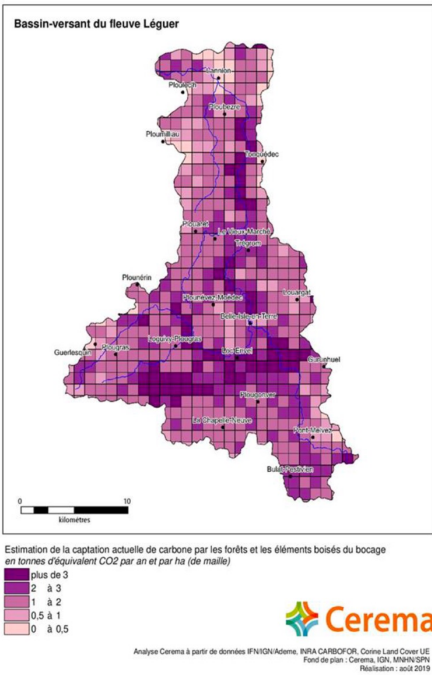 Bassin-versant du fleuve Léguer
Lannion
Ploulec'h
Ploubezre
Ploumilliau
Tonquédec
Plouaret
Le Vieux-Marché
Trégrom
Plounérin
Plounévez-Moëdec
Louargat
Belle-Isle-en-Terre
Guerlesquin
Plougras
Loguivy-Plougras
Loc-Envel
Gurunhuel
Plougonver
La Chapelle-Neuve
Pont-Melvez
Bulat-Pestivien
0 10
kilomètres
Estimation de la captation actuelle de carbone par les forêts et les éléments boisés du bocage
en tonnes d'équivalent CO2 par an et par ha (de maille)
plus de 3
2 à 3
1 à 2
0,5 à 1
0 à 0,5
Cerema
Analyse Cerema à partir de données IFN/IGN/Ademe, INRA CARBOFOR, Corine Land Cover UE
Fond de plan : Cerema, IGN, MNHN/SPN
Réalisation : août 2019